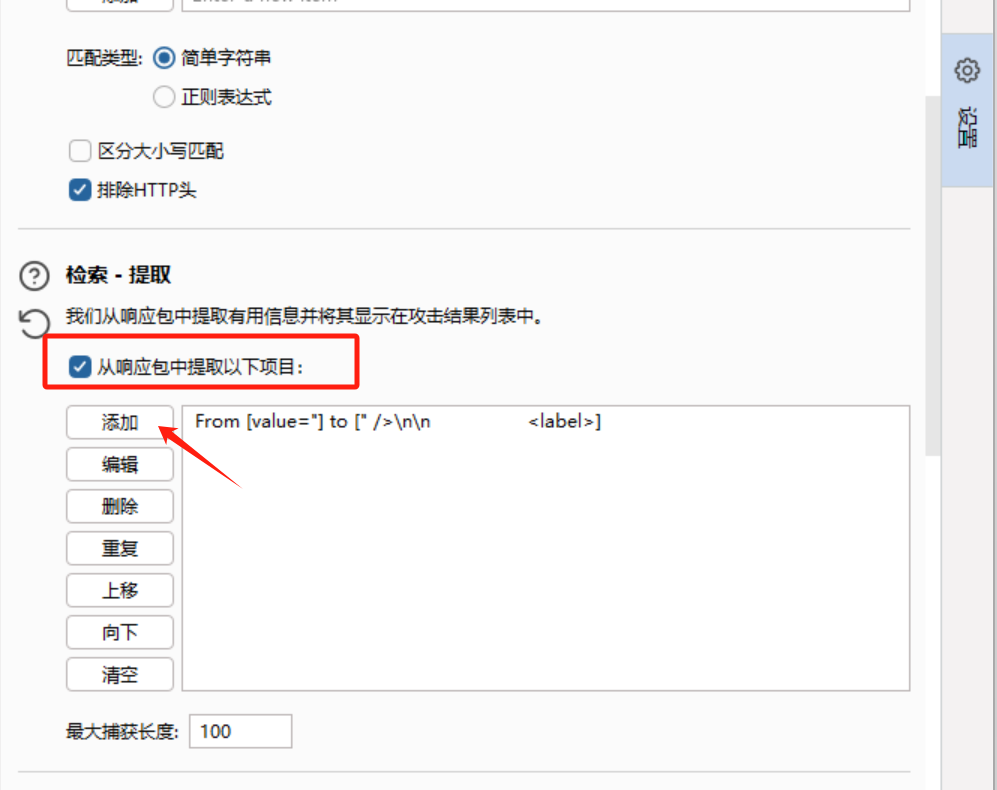 添加
Enter a new item
匹配类型: 简单字符串
正则表达式
区分大小写匹配
排除HTTP头
设置
检索 - 提取
我们从响应包中提取有用信息并将其显示在攻击结果列表中。
从响应包中提取以下项目:
添加
From [value="] to [" />\n\n                    <label>]
编辑
删除
重复
上移
向下
清空
最大捕获长度: 100